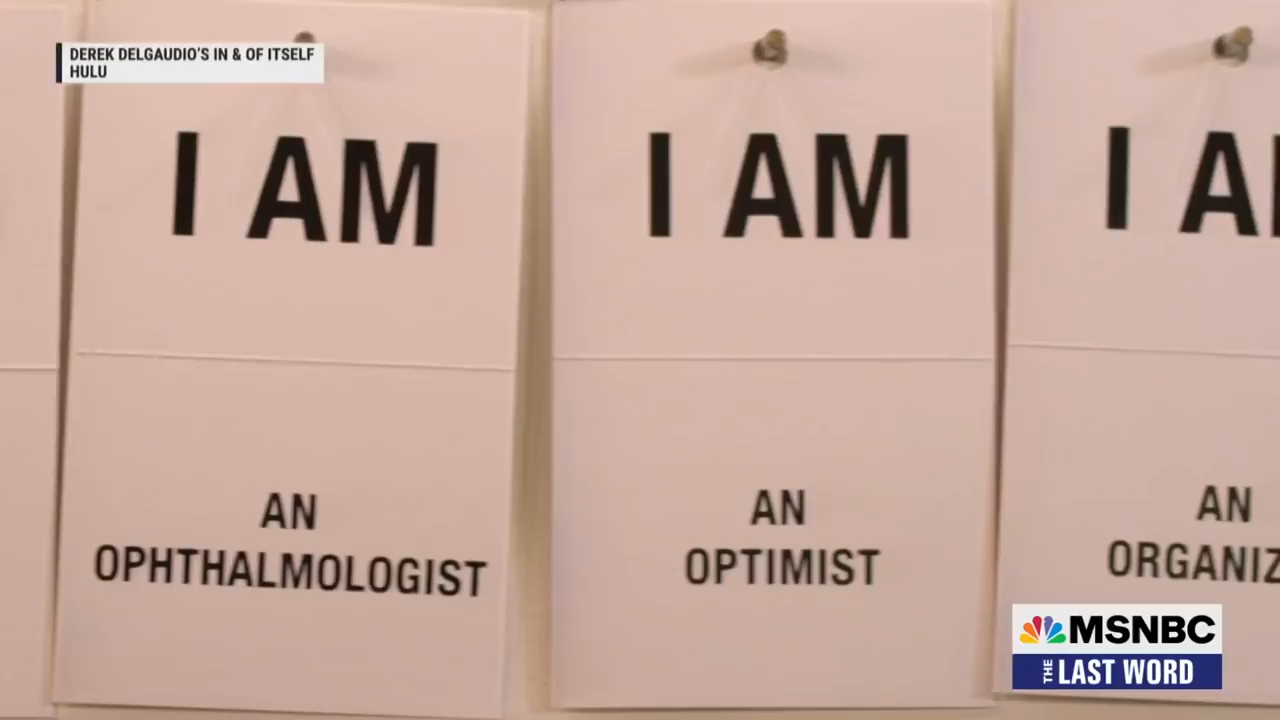 DEREK DELGAUDIO'S IN & OF ITSELF
HULU
I AM
AN
OPHTHALMOLOGIST
I AM
AN
OPTIMIST
I
AN
MSNBC
THE LAST WORD